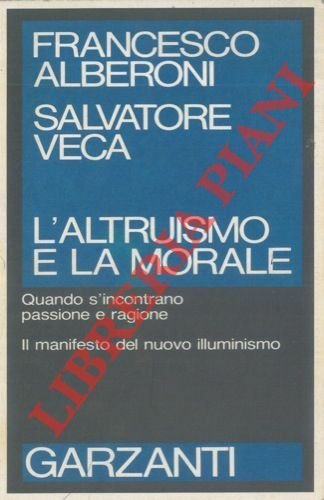 FRANCESCO
ALBERONI
SALVATORE
VECA
L'ALTRUISMO
E LA MORALE
Quando s'incontrano
passione e ragione
Il manifesto del nuovo illuminismo
GARZANTI
LIBRERIA PIANI